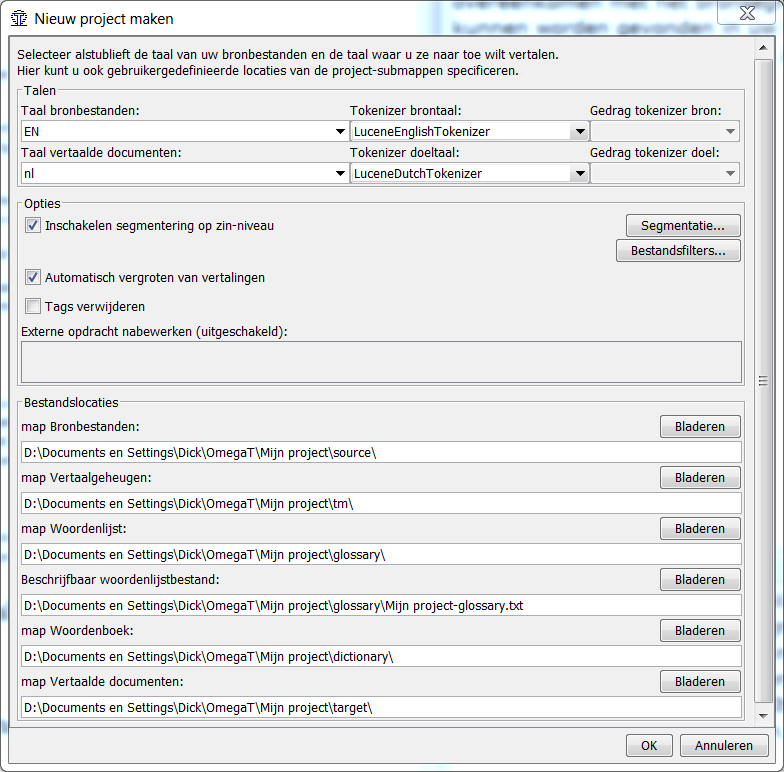 Nieuw project maken
Selecteer alstublieft de taal van uw bronbestanden en de taal waar u ze naar toe wilt vertalen.
Hier kunt u ook gebruikergedefinieerde locaties van de project-submappen specificeren.
Talen
Taal bronbestanden: Tokenizer brontaal: Gedrag tokenizer bron:
EN LuceneEnglishTokenizer
Taal vertaalde documenten: Tokenizer doeltaal: Gedrag tokenizer doel:
nl LuceneDutchTokenizer
Opties
Inschakelen segmentering op zin-niveau Segmentatie...
Bestandsfilters...
Automatisch vergroten van vertalingen
Tags verwijderen
Externe opdracht nabewerken (uitgeschakeld):
Bestandslocaties
map Bronbestanden: Bladeren
D:\Documents en Settings\Dick\OmegaT\Mijn project\source\
map Vertaalgeheugen: Bladeren
D:\Documents en Settings\Dick\OmegaT\Mijn project\tm\
map Woordenlijst: Bladeren
D:\Documents en Settings\Dick\OmegaT\Mijn project\glossary\
Beschrijfbaar woordenlijstbestand: Bladeren
D:\Documents en Settings\Dick\OmegaT\Mijn project\glossary\Mijn project-glossary.txt
map Woordenboek: Bladeren
D:\Documents en Settings\Dick\OmegaT\Mijn project\dictionary\
map Vertaalde documenten: Bladeren
D:\Documents en Settings\Dick\OmegaT\Mijn project\target\
OK Annuleren